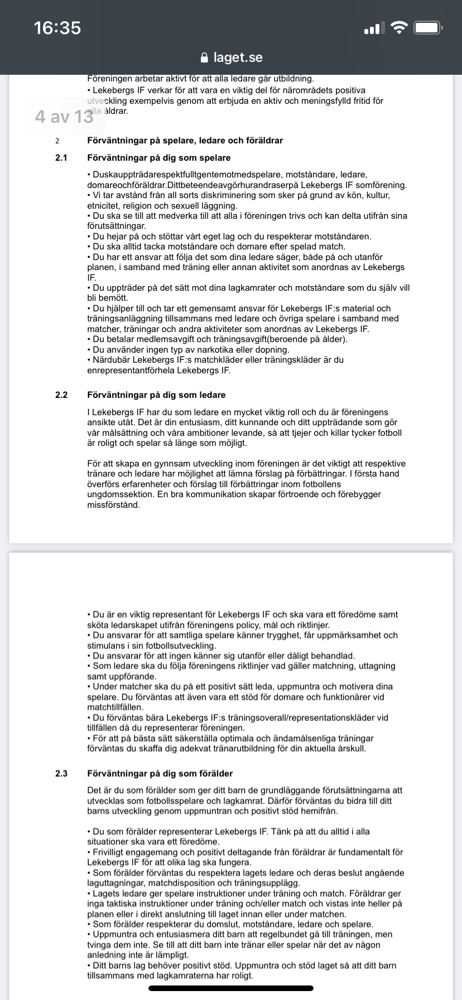 16:35
laget.se
Föreningen arbetar aktivt för att alla ledare går utbildning.
• Lekebergs IF verkar för att vara en viktig del för närområdets positiva
utveckling exempelvis genom att erbjuda en aktiv och meningsfylld fritid för
alla åldrar.
4 av 13
2 Förväntningar på spelare, ledare och föräldrar
2.1 Förväntningar på dig som spelare
• Duskauppträdarespektfulltgentemotmedspelare, motståndare, ledare,
domareochföräldrar.Dittbeteendeavgörhurandraserpå Lekebergs IF somförening.
• Vi tar avstånd från all sorts diskriminering som sker på grund av kön, kultur,
etnicitet, religion och sexuell läggning.
• Du ska se till att medverka till att alla i föreningen trivs och kan delta utifrån sina
förutsättningar.
• Du hejar på och stöttar vårt eget lag och du respekterar motståndaren.
• Du ska alltid tacka motståndare och domare efter spelad match.
• Du har ett ansvar att följa det som dina ledare säger, både på och utanför
planen, i samband med träning eller annan aktivitet som anordnas av Lekebergs
IF.
• Du uppträder på det sätt mot dina lagkamrater och motståndare som du själv vill
bli bemött.
• Du hjälper till och tar ett gemensamt ansvar för Lekebergs IF:s material och
träningsanläggning tillsammans med ledare och övriga spelare i samband med
matcher, träningar och andra aktiviteter som anordnas av Lekebergs IF.
• Du betalar medlemsavgift och träningsavgift(beroende på ålder).
• Du använder ingen typ av narkotika eller dopning.
• Närdubär Lekebergs IF:s matchkläder eller träningskläder är du
enrepresentantförhela Lekebergs IF.
2.2 Förväntningar på dig som ledare
I Lekebergs IF har du som ledare en mycket viktig roll och du är föreningens
ansikte utåt. Det är din entusiasm, ditt kunnande och ditt uppträdande som gör
vår målsättning och våra ambitioner levande, så att tjejer och killar tycker fotboll
är roligt och spelar så länge som möjligt.
För att skapa en gynnsam utveckling inom föreningen är det viktigt att respektive
tränare och ledare har möjlighet att lämna förslag på förbättringar. I första hand
överförs erfarenheter och förslag till förbättringar inom fotbollens
ungdomssektion. En bra kommunikation skapar förtroende och förebygger
missförstånd.
• Du är en viktig representant för Lekebergs IF och ska vara ett föredöme samt
sköta ledarskapet utifrån föreningens policy, mål och riktlinjer.
• Du ansvarar för att samtliga spelare känner trygghet, får uppmärksamhet och
stimulans i sin fotbollsutveckling.
• Du ansvarar för att ingen känner sig utanför eller dåligt behandlad.
• Som ledare ska du följa föreningens riktlinjer vad gäller matchning, uttagning
samt uppförande.
• Under matcher ska du på ett positivt sätt leda, uppmuntra och motivera dina
spelare. Du förväntas att även vara ett stöd för domare och funktionärer vid
matchtillfällen.
• Du förväntas bära Lekebergs IF:s träningsoverall/representationskläder vid
tillfällen då du representerar föreningen.
• För att på bästa sätt säkerställa optimala och ändamålsenliga träningar
förväntas du skaffa dig adekvat tränarutbildning för din aktuella årskull.
2.3 Förväntningar på dig som förälder
Det är du som förälder som ger ditt barn de grundläggande förutsättningarna att
utvecklas som fotbollsspelare och lagkamrat. Därför förväntas du bidra till ditt
barns utveckling genom uppmuntran och positivt stöd hemifrån.
• Du som förälder representerar Lekebergs IF. Tänk på att du alltid i alla
situationer ska vara ett föredöme.
• Frivilligt engagemang och positivt deltagande från föräldrar är fundamentalt för
Lekebergs IF för att olika lag ska fungera.
• Som förälder förväntas du respektera lagets ledare och deras beslut angående
laguttagningar, matchdisposition och träningsupplägg.
• Lagets ledare ger spelare instruktioner under träning och match. Föräldrar ger
inga taktiska instruktioner under träning och/eller match och vistas inte heller på
planen eller i direkt anslutning till laget innan eller under matchen.
• Som förälder respekterar du domslut, motståndare, ledare och spelare.
• Uppmuntra och entusiasmera ditt barn att regelbundet gå till träningen, men
tvinga dem inte. Se till att ditt barn inte tränar eller spelar när det av någon
anledning inte är lämpligt.
• Ditt barns lag behöver positivt stöd. Uppmuntra och stöd laget så att ditt barn
tillsammans med lagkamraterna har roligt.